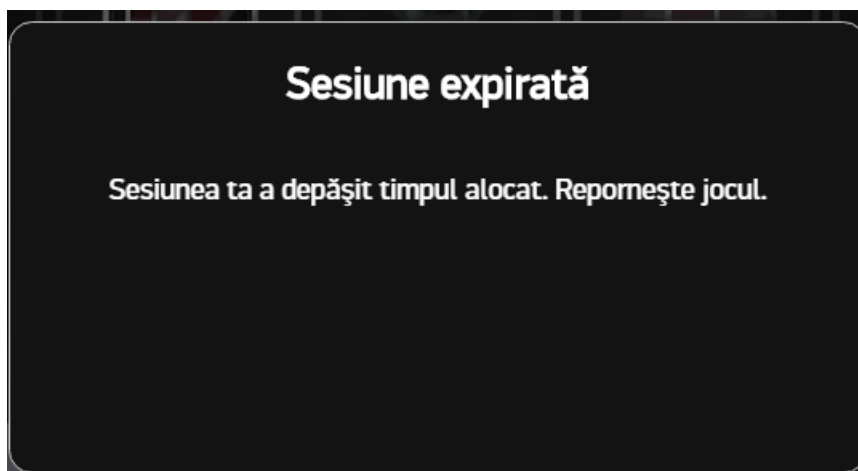 Sesiune expirată
Sesiunea ta a depăşit timpul alocat. Reporneşte jocul.